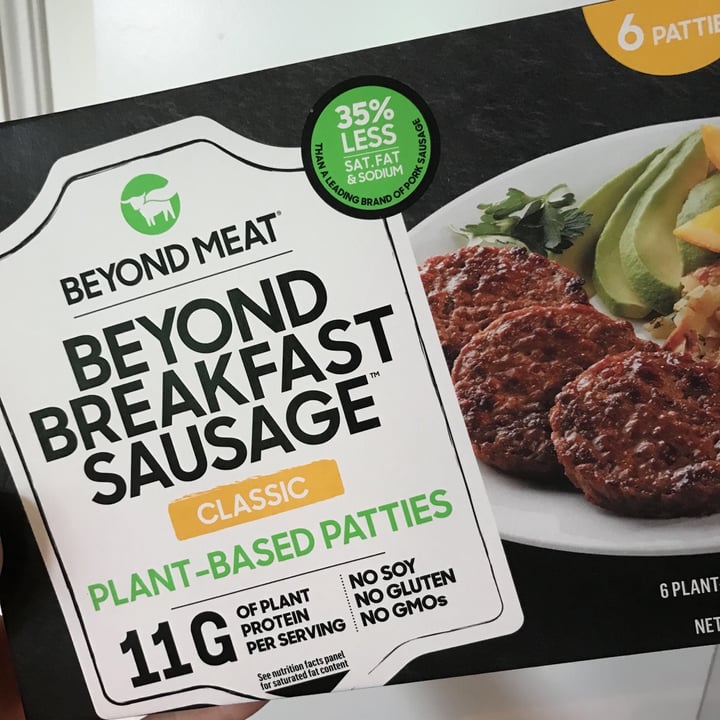 6 PATTIE
35%
LESS
SAT. FAT
& SODIUM
THAN A LEADING BRAND OF PORK SAUSAGE
BEYOND MEAT®
BEYOND
BREAKFAST
SAUSAGE™
CLASSIC
PLANT-BASED PATTIES
11G
OF PLANT
PROTEIN
PER SERVING
NO SOY
NO GLUTEN
NO GMOs
See nutrition facts panel
for saturated fat content
6 PLANT-
NET